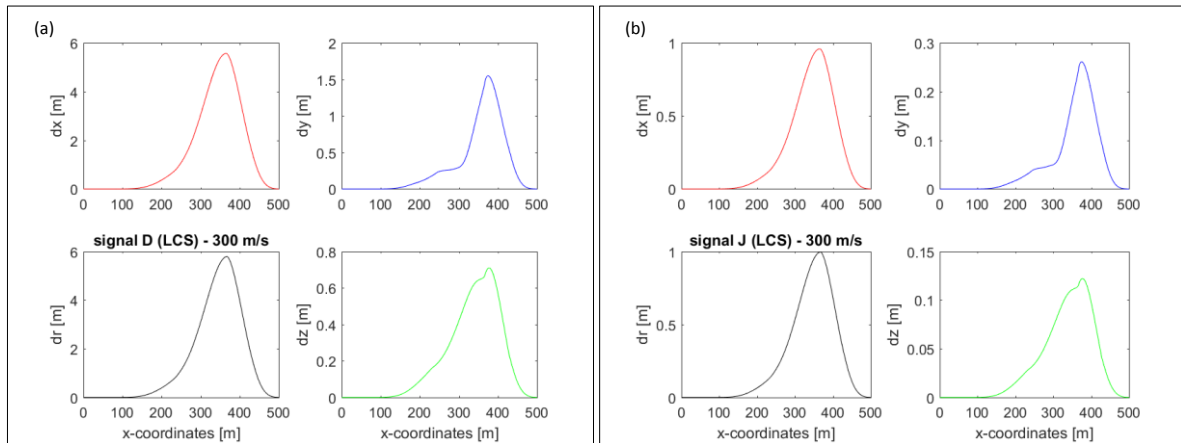 (a)
dx [m]
6
4
2
0
0 100 200 300 400 500
dy [m]
2
1.5
1
0.5
0
0 100 200 300 400 500
signal D (LCS) - 300 m/s
dr [m]
6
4
2
0
0 100 200 300 400 500
x-coordinates [m]
dz [m]
0.8
0.6
0.4
0.2
0
0 100 200 300 400 500
x-coordinates [m]
(b)
dx [m]
1
0.5
0
0 100 200 300 400 500
dy [m]
0.3
0.2
0.1
0
0 100 200 300 400 500
signal J (LCS) - 300 m/s
dr [m]
1
0.5
0
0 100 200 300 400 500
x-coordinates [m]
dz [m]
0.15
0.1
0.05
0
0 100 200 300 400 500
x-coordinates [m]